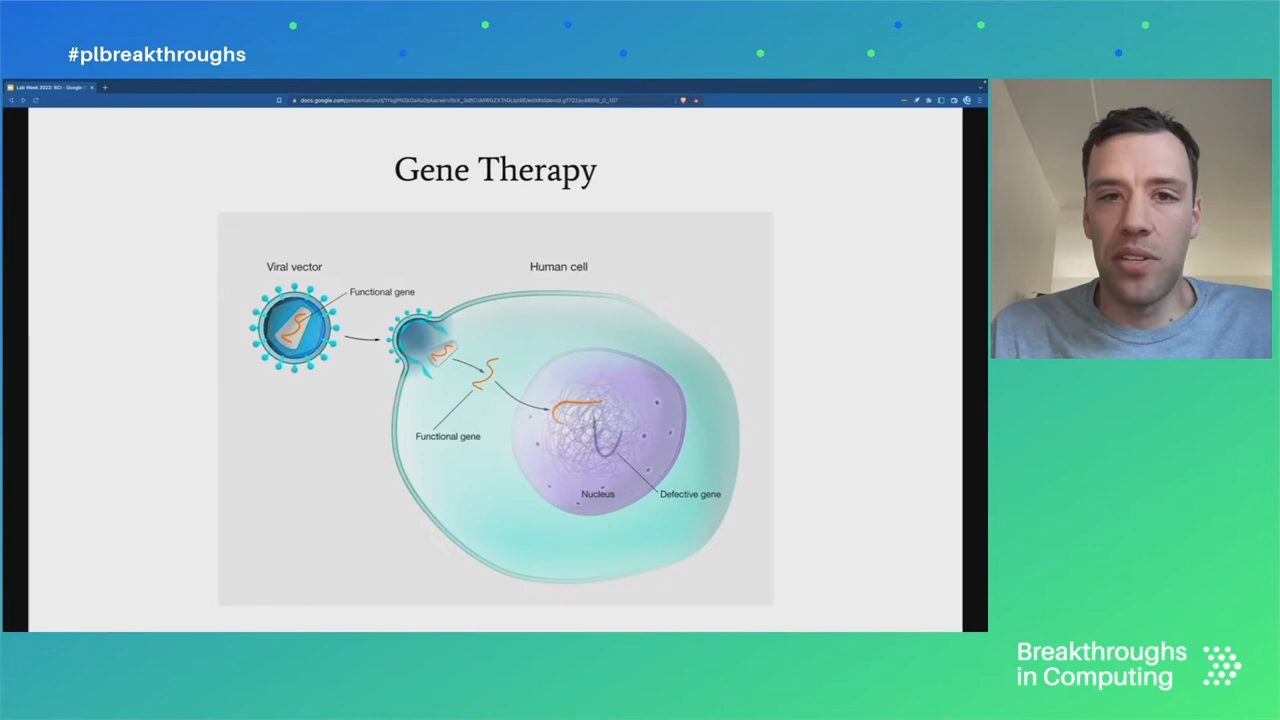 #plbreakthroughs
Gene Therapy
Viral vector
Human cell
Functional gene
Functional gene
Nucleus
Defective gene
Breakthroughs
in Computing